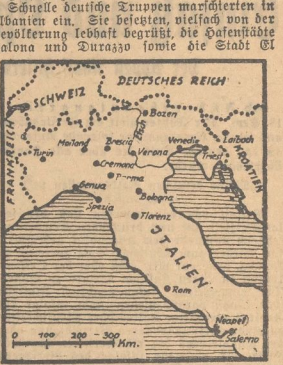 Schnelle deutsche Truppen marschierten in
lbanien ein. Sie besetzten, vielfach von der
evölkerung lebhaft begrüßt, die Hafenstädte
alona und Durazzo sowie die Stadt El
DEUTSCHES REICH
SCHWEIZ
Bozen
FRANKREICH
Etsch
Mailand
Brescia
Venedig
Laibach
Turin
Verona
Triest
KROATIEN
Cremona
Parma
Genua
Bologna
Spezia
Florenz
ITALIEN
Rom
Neapel
Salerno
0 100 200 300
Km.